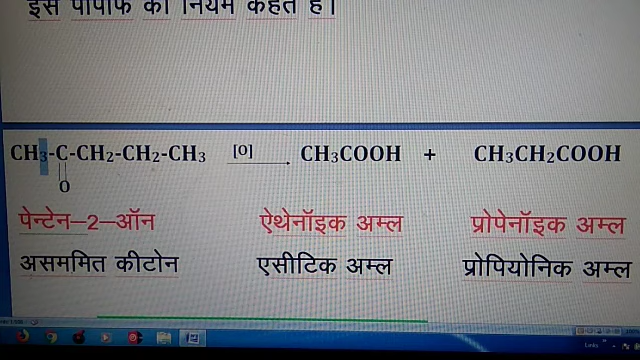 इसे पोपोफ का नियम कहते हैं।
CH₃-C-CH₂-CH₂-CH₃ [O] CH₃COOH + CH₃CH₂COOH
O
पेन्टेन–2–ऑन ऐथेनॉइक अम्ल प्रोपेनॉइक अम्ल
असममित कीटोन एसीटिक अम्ल प्रोपियोनिक अम्ल
Links